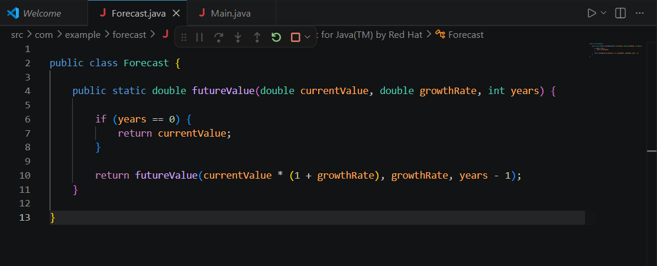 Welcome
J Forecast.java
J Main.java
src > com > example > forecast > J
t for Java(TM) by Red Hat > Forecast
1
2 public class Forecast {
3
4 public static double futureValue(double currentValue, double growthRate, int years) {
5
6 if (years == 0) {
7 return currentValue;
8 }
9
10 return futureValue(currentValue * (1 + growthRate), growthRate, years - 1);
11 }
12
13 }